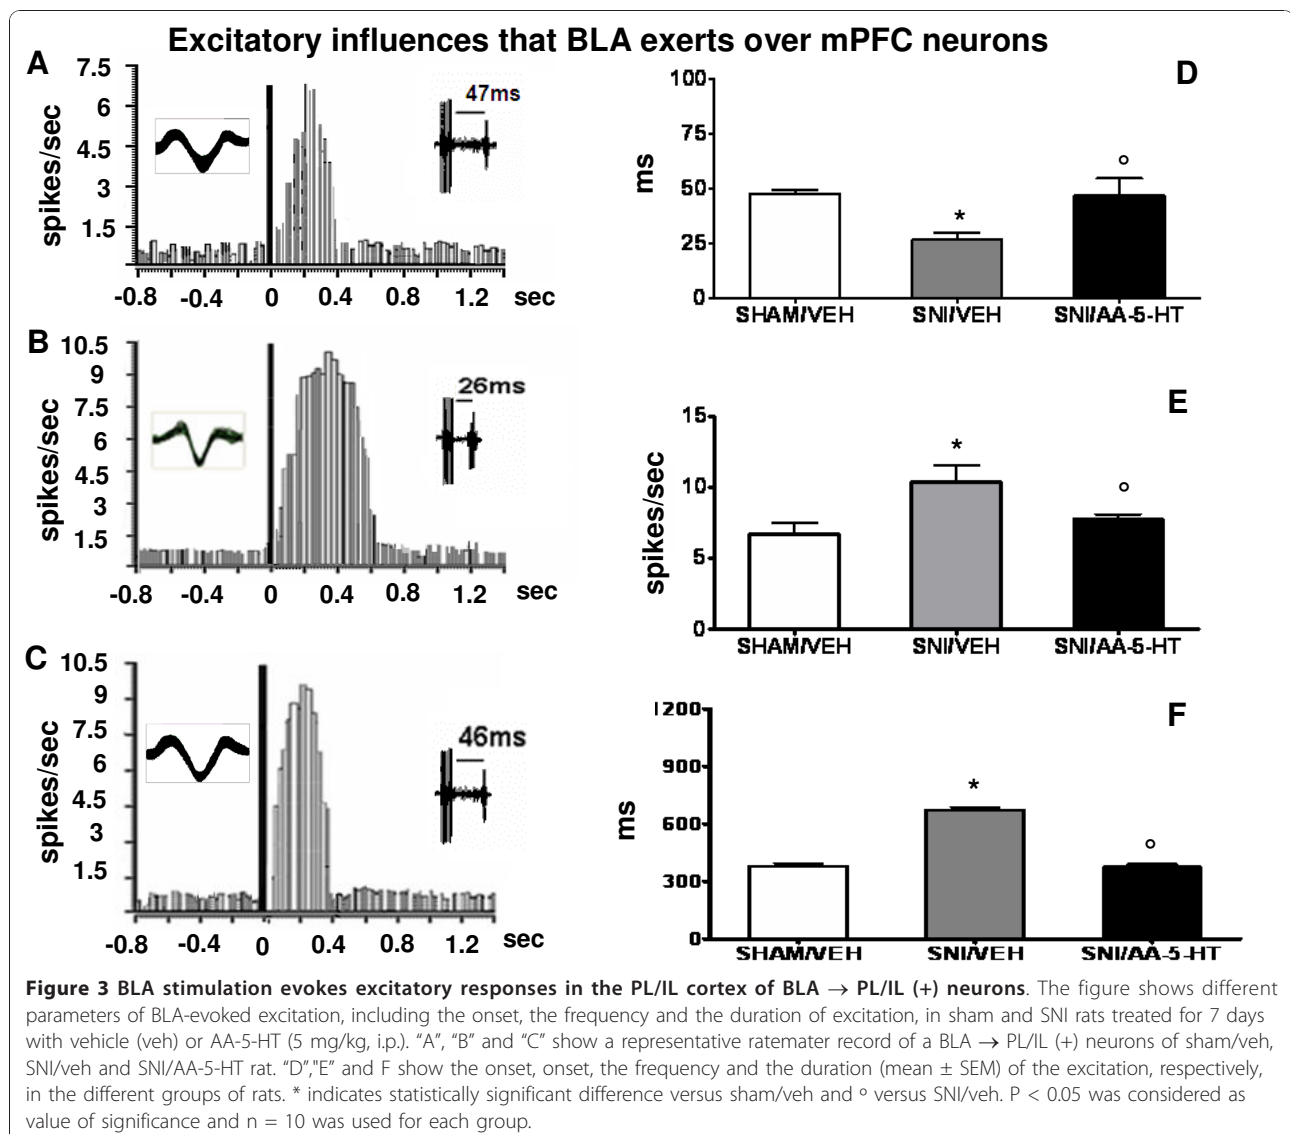 Excitatory influences that BLA exerts over mPFC neurons
A
7.5
6
4.5
3
1.5
spikes/sec
47ms
-0.8 -0.4 0 0.4 0.8 1.2 sec
B
10.5
9
7.5
6
4.5
3
1.5
spikes/sec
26ms
-0.8 -0.4 0 0.4 0.8 1.2 sec
C
10.5
9
7.5
6
4.5
3
1.5
spikes/sec
46ms
-0.8 -0.4 0 0.4 0.8 1.2 sec
D
100
75
50
25
0
ms
*
°
SHAM/VEH SNI/VEH SNI/AA-5-HT
E
15
10
5
0
spikes/sec
*
°
SHAM/VEH SNI/VEH SNI/AA-5-HT
F
1200
900
600
300
0
ms
*
°
SHAM/VEH SNI/VEH SNI/AA-5-HT
Figure 3 BLA stimulation evokes excitatory responses in the PL/IL cortex of BLA → PL/IL (+) neurons. The figure shows different
parameters of BLA-evoked excitation, including the onset, the frequency and the duration of excitation, in sham and SNI rats treated for 7 days
with vehicle (veh) or AA-5-HT (5 mg/kg, i.p.). “A”, “B” and “C” show a representative ratemater record of a BLA → PL/IL (+) neurons of sham/veh,
SNI/veh and SNI/AA-5-HT rat. “D”,"E” and F show the onset, onset, the frequency and the duration (mean ± SEM) of the excitation, respectively,
in the different groups of rats. * indicates statistically significant difference versus sham/veh and º versus SNI/veh. P < 0.05 was considered as
value of significance and n = 10 was used for each group.